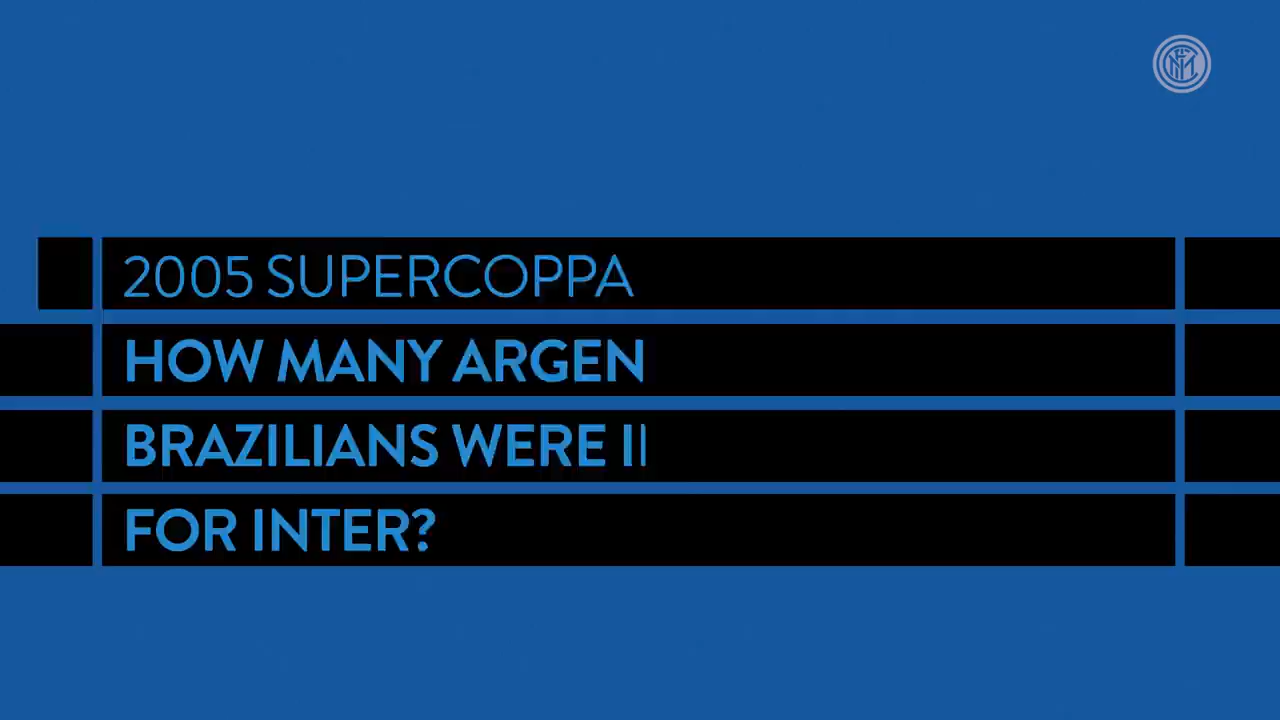 2005 SUPERCOPPA
HOW MANY ARGEN
BRAZILIANS WERE
FOR INTER?